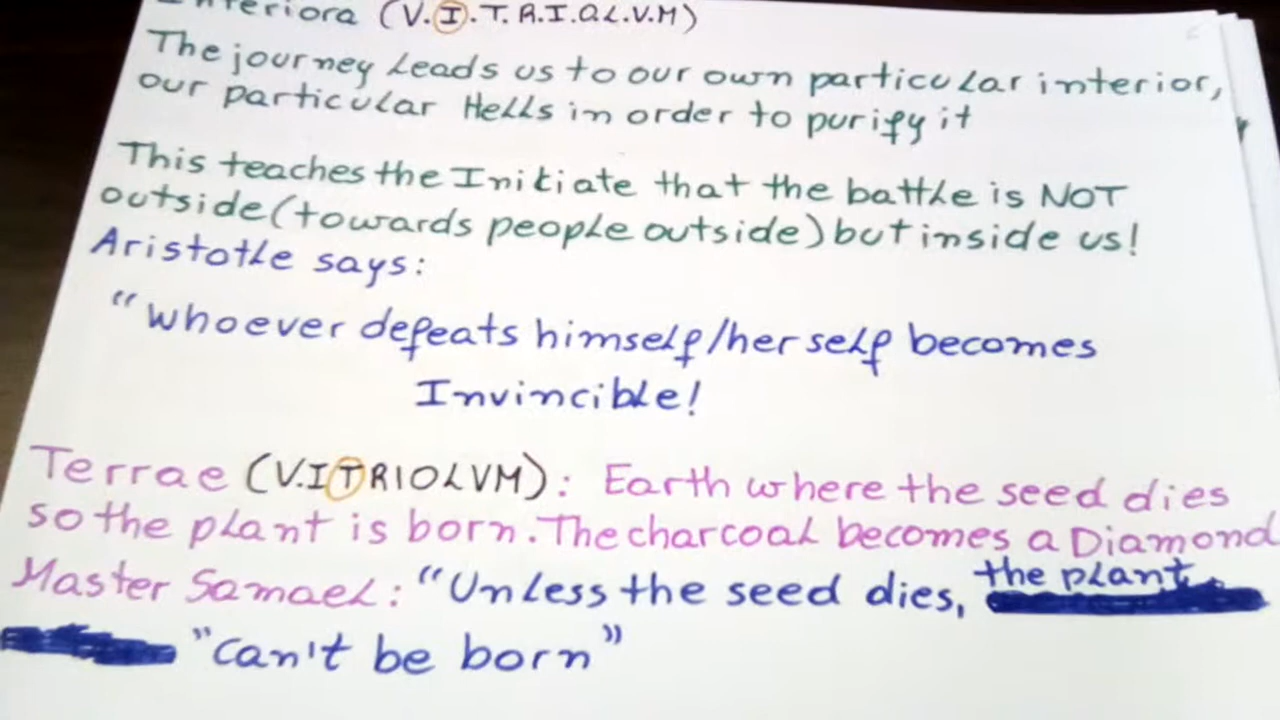 Interiora (V.I.T.R.I.O.L.V.M)
The journey Leads us to our own particular interior,
our particular Hells in order to purify it
This teaches the Initiate that the battle is NOT
outside (towards people outside) but inside us!
Aristotle says:
"Whoever defeats himself/herself becomes
Invincible!
Terrae (V.ITRIOLVM): Earth where the seed dies
so the plant is born. The charcoal becomes a Diamond
Master Samael: "Unless the seed dies, the plant
"can't be born"